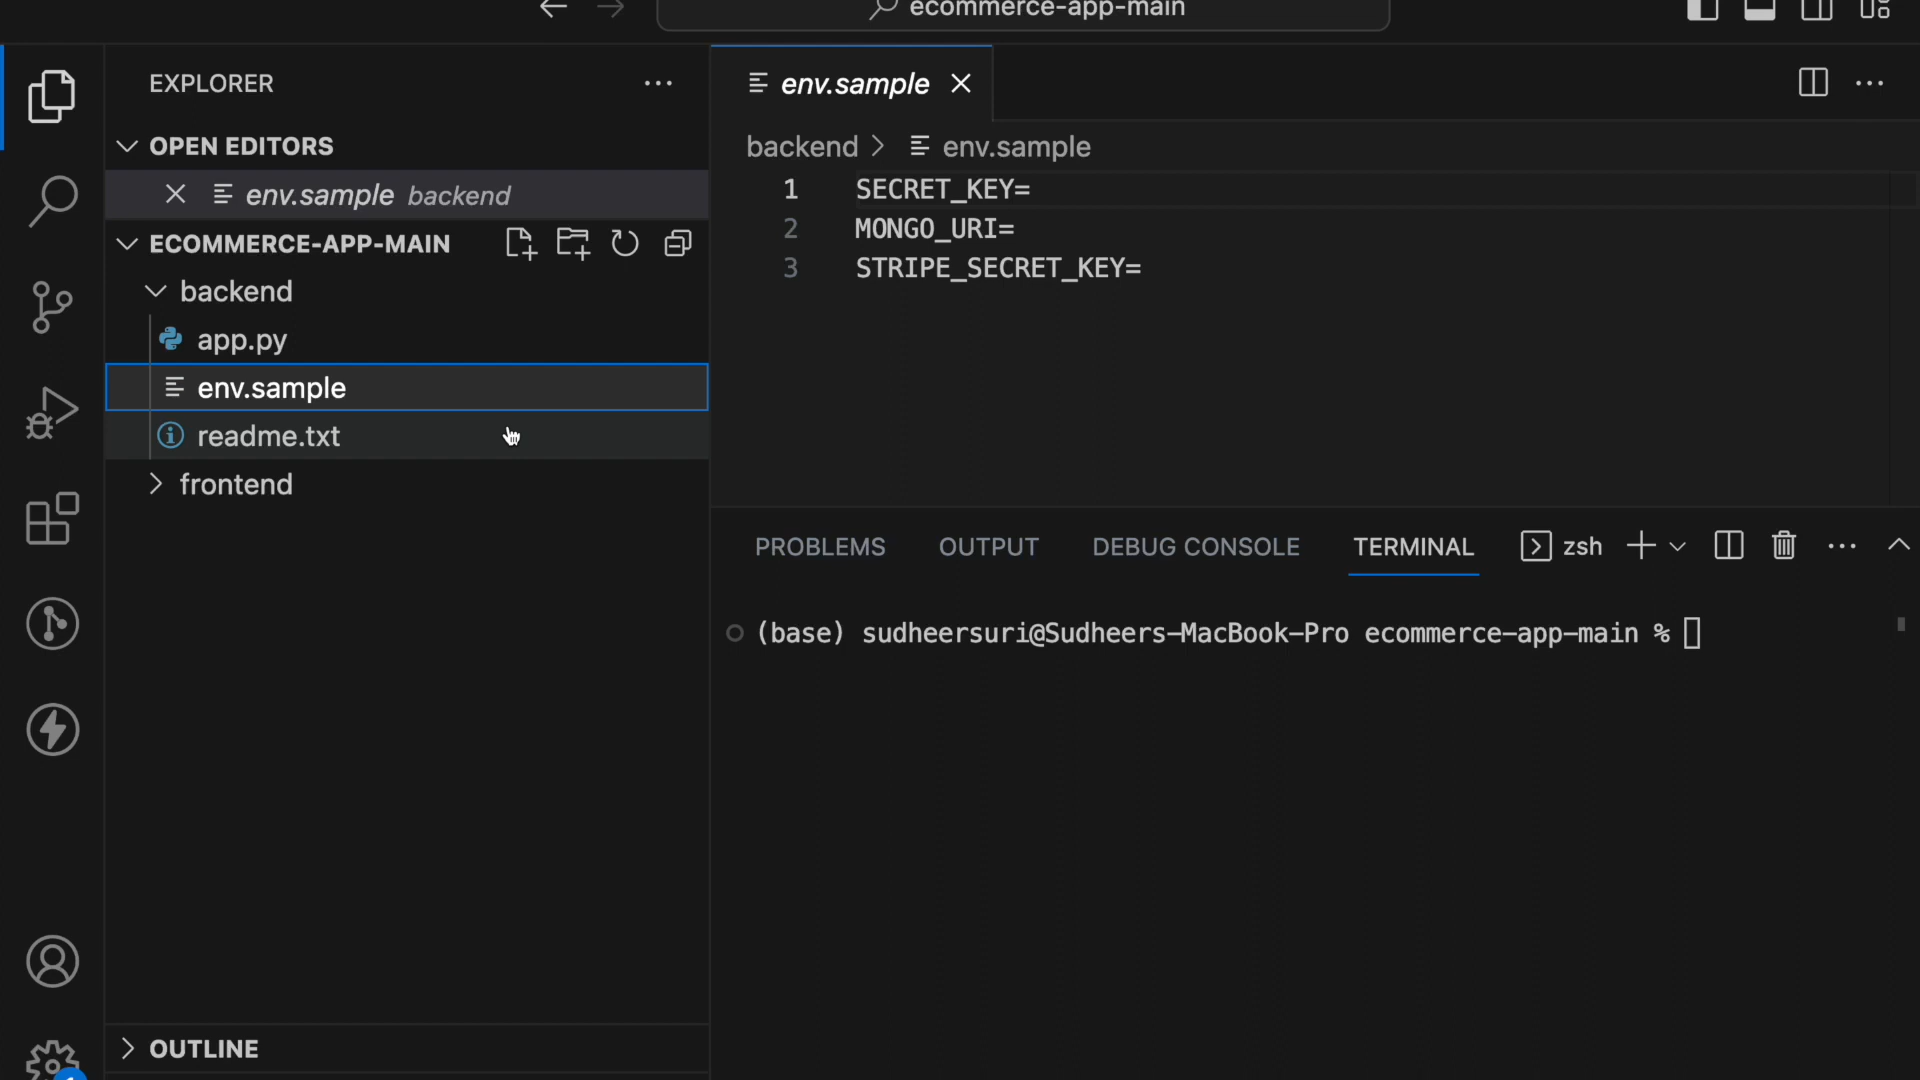 ecommerce-app-main
EXPLORER
OPEN EDITORS
env.sample backend
ECOMMERCE-APP-MAIN
backend
app.py
env.sample
readme.txt
frontend
OUTLINE
env.sample
backend > env.sample
1 SECRET_KEY=
2 MONGO_URI=
3 STRIPE_SECRET_KEY=
PROBLEMS OUTPUT DEBUG CONSOLE TERMINAL zsh
(base) sudheersuri@Sudheers-MacBook-Pro ecommerce-app-main %